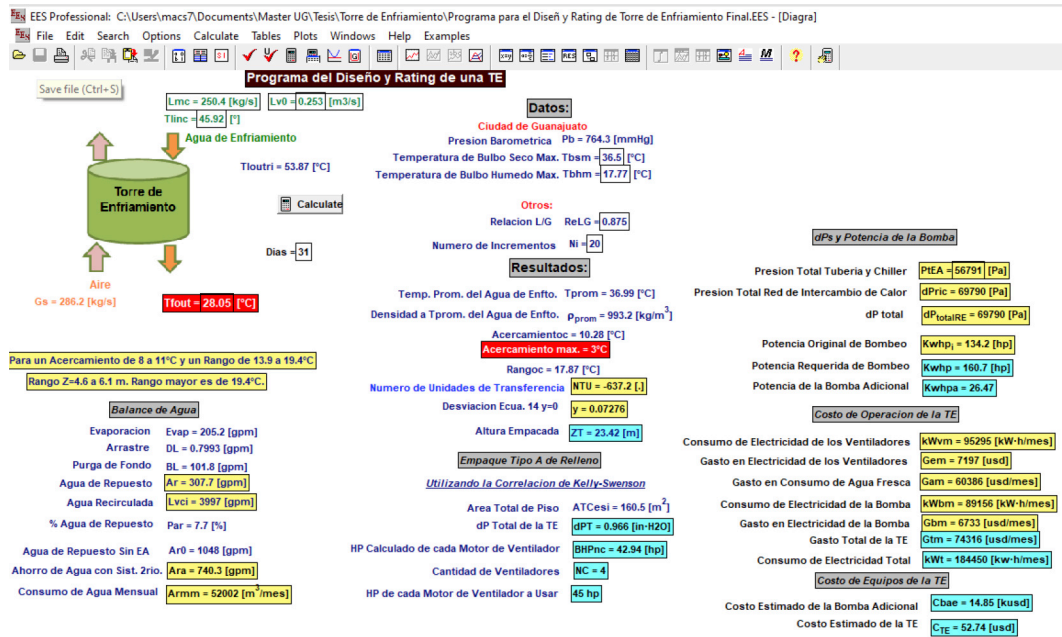 EES Professional: C:\Users\macs7\Documents\Master UG\Tesis\Torre de Enfriamiento\Programa para el Diseñ y Rating de Torre de Enfriamiento Final.EES - [Diagra]
File Edit Search Options Calculate Tables Plots Windows Help Examples
Save file (Ctrl+S)
Programa del Diseño y Rating de una TE
Lmc = 250.4 [kg/s] Lv0 = 0.253 [m3/s]
Tlinc = 45.92 [°]
Agua de Enfriamiento
Tloutri = 53.87 [°C]
Torre de
Enfriamiento
Calculate
Dias = 31
Aire
Gs = 286.2 [kg/s]
Tfout = 28.05 [°C]
Para un Acercamiento de 8 a 11°C y un Rango de 13.9 a 19.4°C
Rango Z=4.6 a 6.1 m. Rango mayor es de 19.4°C.
Balance de Agua
Evaporacion Evap = 205.2 [gpm]
Arrastre DL = 0.7993 [gpm]
Purga de Fondo BL = 101.8 [gpm]
Agua de Repuesto Ar = 307.7 [gpm]
Agua Recirculada Lvci = 3997 [gpm]
% Agua de Repuesto Par = 7.7 [%]
Agua de Repuesto Sin EA Ar0 = 1048 [gpm]
Ahorro de Agua con Sist. 2rio. Ara = 740.3 [gpm]
Consumo de Agua Mensual Armm = 52002 [m³/mes]
Datos:
Ciudad de Guanajuato
Presion Barometrica Pb = 764.3 [mmHg]
Temperatura de Bulbo Seco Max. Tbsm = 36.5 [°C]
Temperatura de Bulbo Humedo Max. Tbhm = 17.77 [°C]
Otros:
Relacion L/G ReLG = 0.875
Numero de Incrementos Ni = 20
Resultados:
Temp. Prom. del Agua de Enfto. Tprom = 36.99 [°C]
Densidad a Tprom. del Agua de Enfto. ρprom = 993.2 [kg/m³]
Acercamientoc = 10.28 [°C]
Acercamiento max. = 3°C
Rangoc = 17.87 [°C]
Numero de Unidades de Transferencia NTU = -637.2 [.]
Desviacion Ecua. 14 y=0 y = 0.07276
Altura Empacada ZT = 23.42 [m]
Empaque Tipo A de Relleno
Utilizando la Correlacion de Kelly-Swenson
Area Total de Piso ATCesi = 160.5 [m²]
dP Total de la TE dPT = 0.966 [in·H2O]
HP Calculado de cada Motor de Ventilador BHPnc = 42.94 [hp]
Cantidad de Ventiladores NC = 4
HP de cada Motor de Ventilador a Usar 45 hp
dPs y Potencia de la Bomba
Presion Total Tuberia y Chiller PtEA = 56791 [Pa]
Presion Total Red de Intercambio de Calor dPric = 69790 [Pa]
dP total dPtotalRE = 69790 [Pa]
Potencia Original de Bombeo Kwhpi = 134.2 [hp]
Potencia Requerida de Bombeo Kwhp = 160.7 [hp]
Potencia de la Bomba Adicional Kwhpa = 26.47
Costo de Operacion de la TE
Consumo de Electricidad de los Ventiladores kWvm = 95295 [kW·h/mes]
Gasto en Electricidad de los Ventiladores Gem = 7197 [usd]
Gasto en Consumo de Agua Fresca Gam = 60386 [usd/mes]
Consumo de Electricidad de la Bomba kWbm = 89156 [kW·h/mes]
Gasto en Electricidad de la Bomba Gbm = 6733 [usd/mes]
Gasto Total de la TE Gtm = 74316 [usd/mes]
Consumo de Electricidad Total kWt = 184450 [kw·h/mes]
Costo de Equipos de la TE
Costo Estimado de la Bomba Adicional Cbae = 14.85 [kusd]
Costo Estimado de la TE CTE = 52.74 [usd]